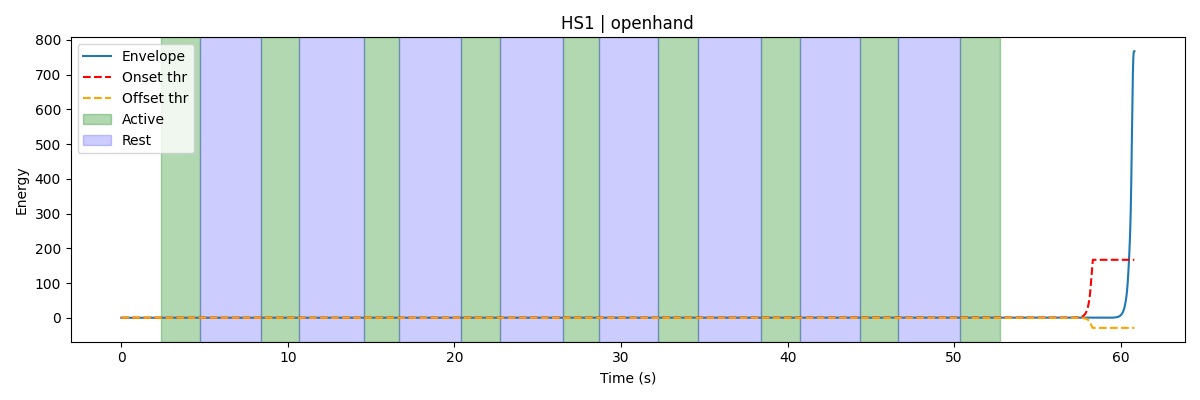 HS1 | openhand
800
700
600
500
400
300
200
100
0
Energy
Envelope
Onset thr
Offset thr
Active
Rest
0 10 20 30 40 50 60
Time (s)